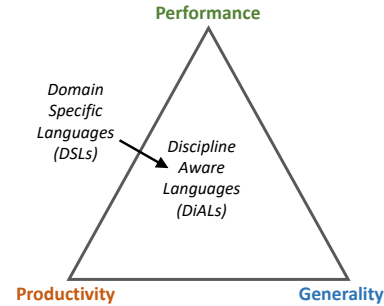 Performance
Domain
Specific
Languages
(DSLs)
Discipline
Aware
Languages
(DiALs)
Productivity
Generality